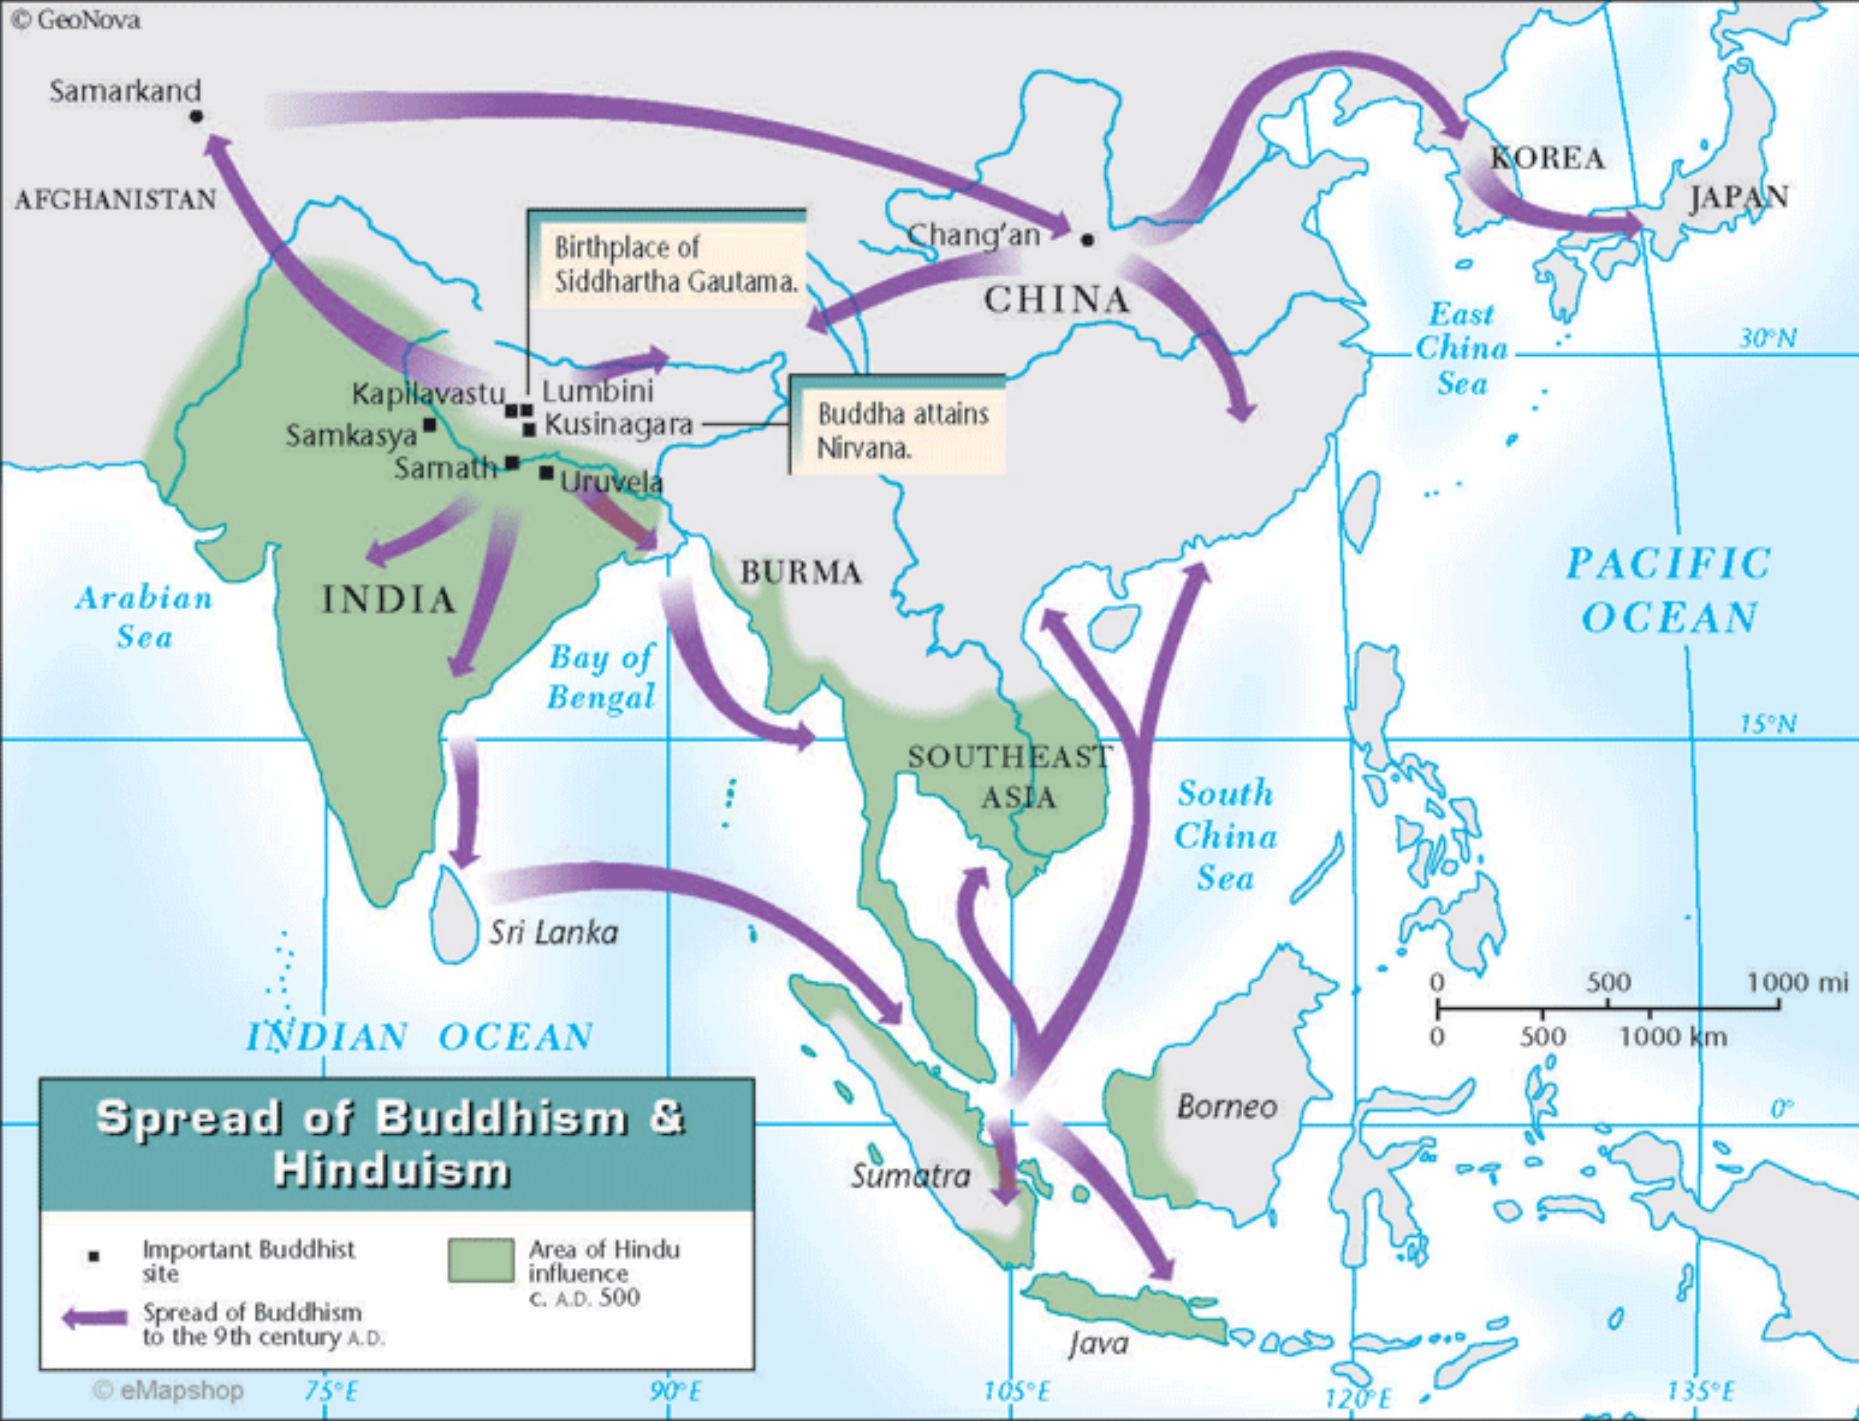 © GeoNova
Samarkand
AFGHANISTAN
KOREA
JAPAN
Birthplace of
Siddhartha Gautama.
Chang'an
CHINA
East
China
Sea
30°N
Kapilavastu
Lumbini
Samkasya
Kusinagara
Buddha attains
Nirvana.
Sarnath
Uruvela
INDIA
BURMA
Arabian
Sea
Bay of
Bengal
PACIFIC
OCEAN
15°N
SOUTHEAST
ASIA
South
China
Sea
Sri Lanka
INDIAN OCEAN
0 500 1000 mi
0 500 1000 km
Borneo
0°
Sumatra
Java
Spread of Buddhism &
Hinduism
Important Buddhist
site
Spread of Buddhism
to the 9th century A.D.
Area of Hindu
influence
c. A.D. 500
© eMapshop
75°E
90°E
105°E
120°E
135°E